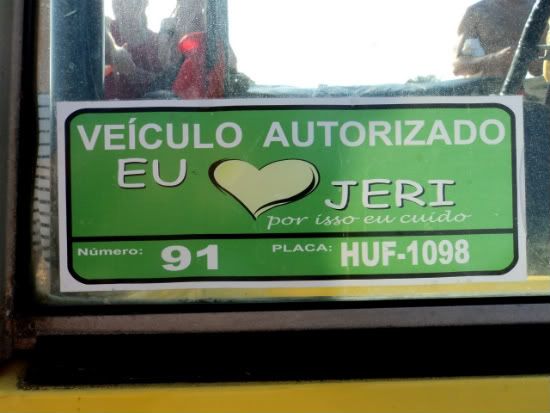 VEÍCULO AUTORIZADO
EU JERI
por isso eu cuido
Número: 91 PLACA: HUF-1098